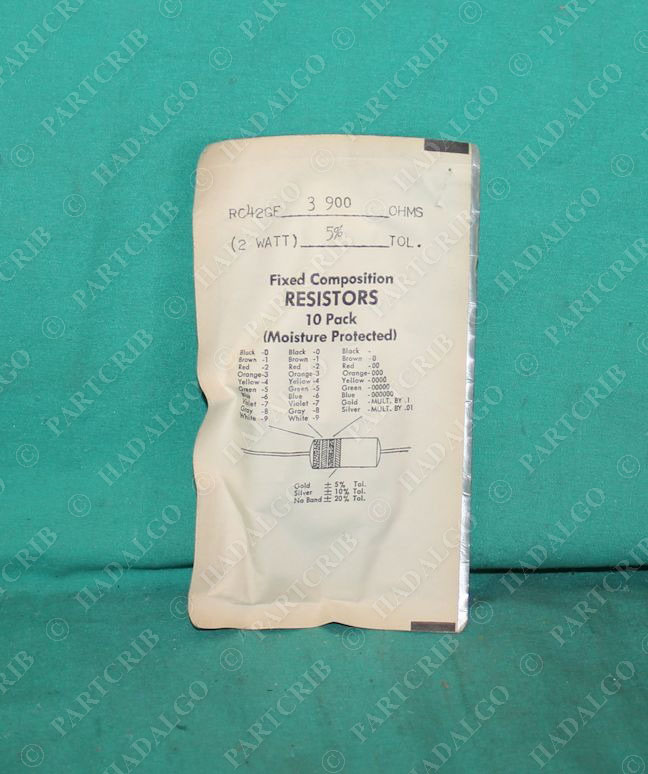 RC42GF 3 900 OHMS
(2 WATT) 5% TOL.
Fixed Composition
RESISTORS
10 Pack
(Moisture Protected)
Black -0 Black -0 Black -
Brown -1 Brown -1 Brown -0
Red -2 Red -2 Red -00
Orange-3 Orange-3 Orange-000
Yellow-4 Yellow-4 Yellow -0000
Green -5 Green -5 Green -00000
-6 Blue -6 Blue -000000
Violet -7 Violet -7 Gold -MULT. BY .1
Gray -8 Gray -8 Silver -MULT. BY .01
White -9 White -9
Gold ± 5% Tol.
Silver ± 10% Tol.
No Band ± 20% Tol.
© PARTCRIB
© HADALGO